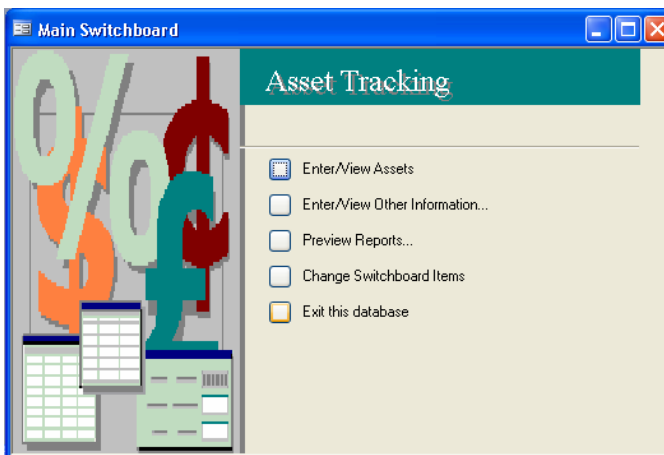 Main Switchboard
Asset Tracking
Enter/View Assets
Enter/View Other Information...
Preview Reports...
Change Switchboard Items
Exit this database